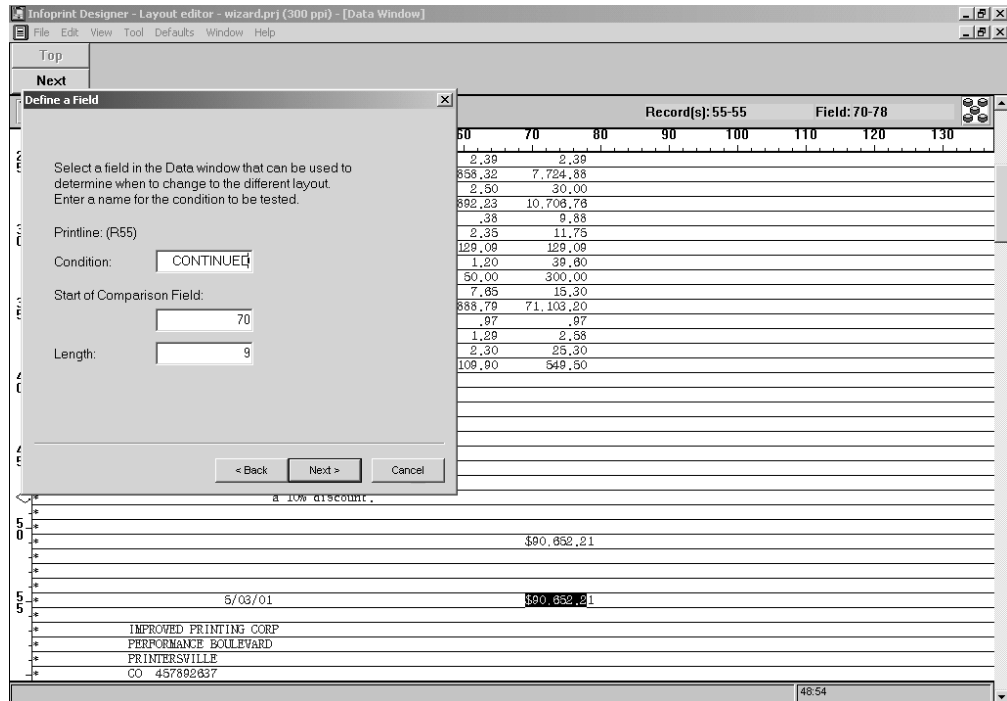 Infoprint Designer - Layout editor - wizard.prj (300 ppi) - [Data Window]
File Edit View Tool Defaults Window Help
Top
Next
Define a Field
Record(s): 55-55 Field: 70-78
60 70 80 90 100 110 120 130
Select a field in the Data window that can be used to
determine when to change to the different layout.
Enter a name for the condition to be tested.
Printline: (R55)
Condition: CONTINUED
Start of Comparison Field:
70
Length: 9
< Back Next > Cancel
2.39 2.39
858.32 7,724.88
2.50 30.00
892.23 10,706.76
.38 9.88
2.35 11.75
129.09 129.09
1.20 39.60
50.00 300.00
7.65 15.30
888.79 71,103.20
.97 .97
1.29 2.58
2.30 25.30
109.90 549.50
a 10% discount.
50
$90,652.21
55
5/03/01 $90,652.21
IMPROVED PRINTING CORP
PERFORMANCE BOULEVARD
PRINTERSVILLE
CO 457892637
48:54